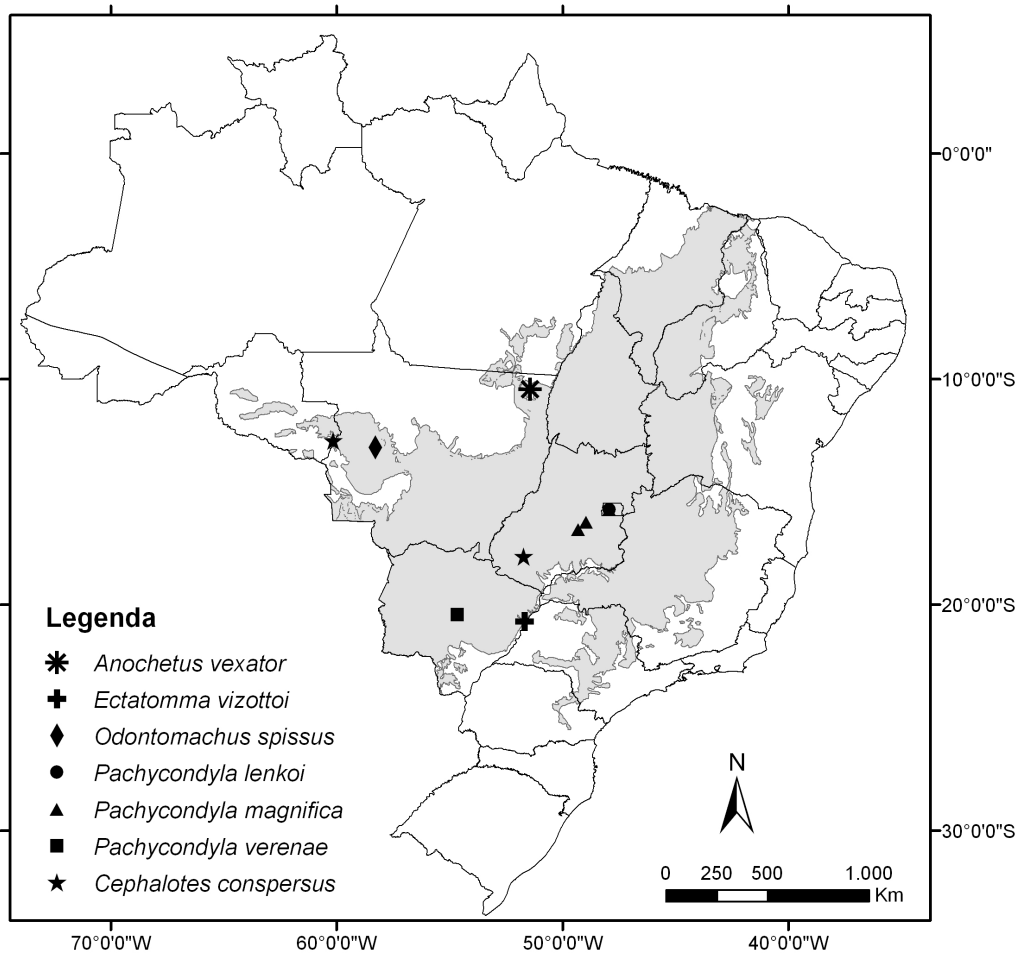 0°0'0"
10°0'0"S
20°0'0"S
30°0'0"S
Legenda
Anochetus vexator
Ectatomma vizottoi
Odontomachus spissus
Pachycondyla lenkoi
Pachycondyla magnifica
Pachycondyla verenae
Cephalotes conspersus
N
0 250 500 1.000
Km
70°0'0"W 60°0'0"W 50°0'0"W 40°0'0"W